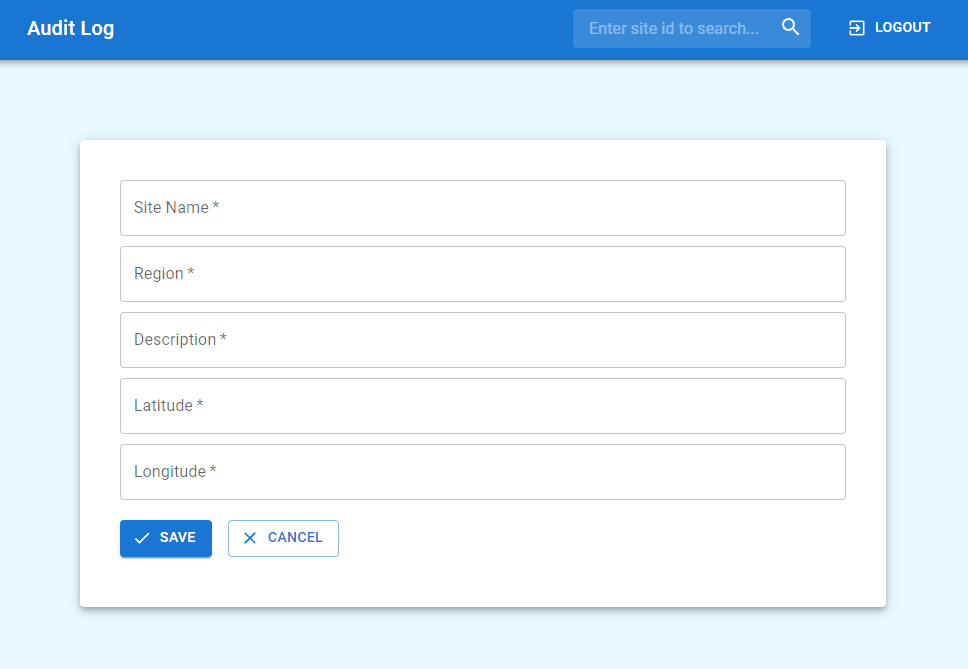 Audit Log
Enter site id to search...
LOGOUT
Site Name *
Region *
Description *
Latitude *
Longitude *
SAVE
CANCEL